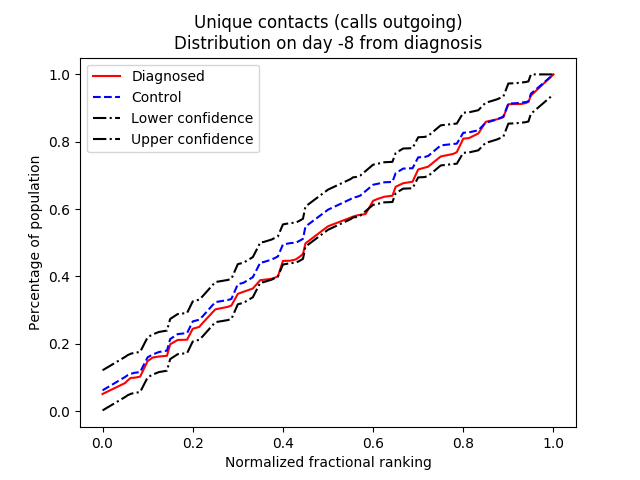 Unique contacts (calls outgoing)
Distribution on day -8 from diagnosis
Diagnosed
Control
Lower confidence
Upper confidence
Percentage of population
1.0
0.8
0.6
0.4
0.2
0.0
0.0 0.2 0.4 0.6 0.8 1.0
Normalized fractional ranking